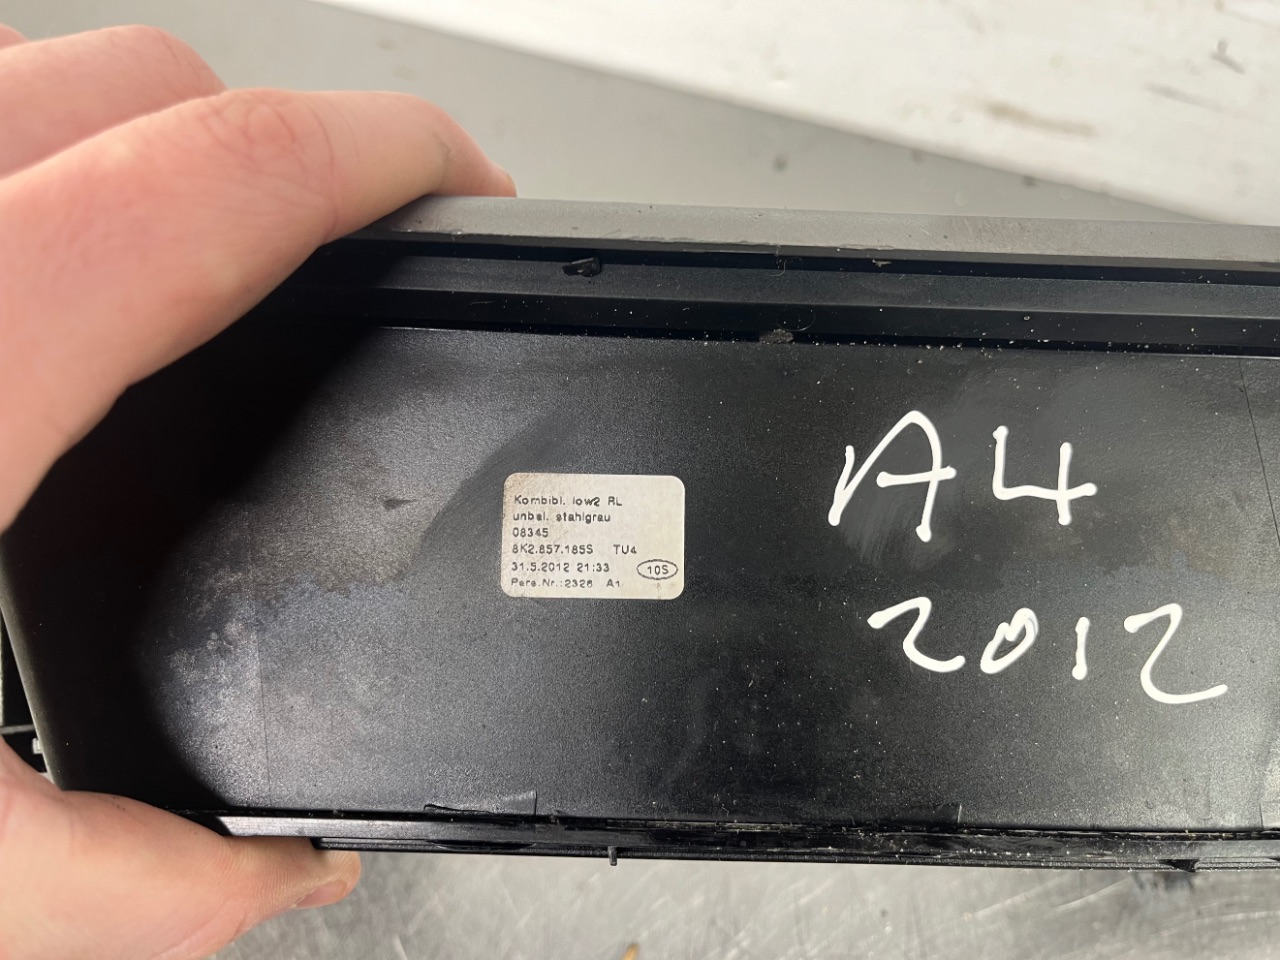 Kombibl. low2 RL
unbel. stahlgrau
08345
8K2.857.185S TU4
31.5.2012 21:33 10S
Pers.Nr.:2326 A1
A4
2012